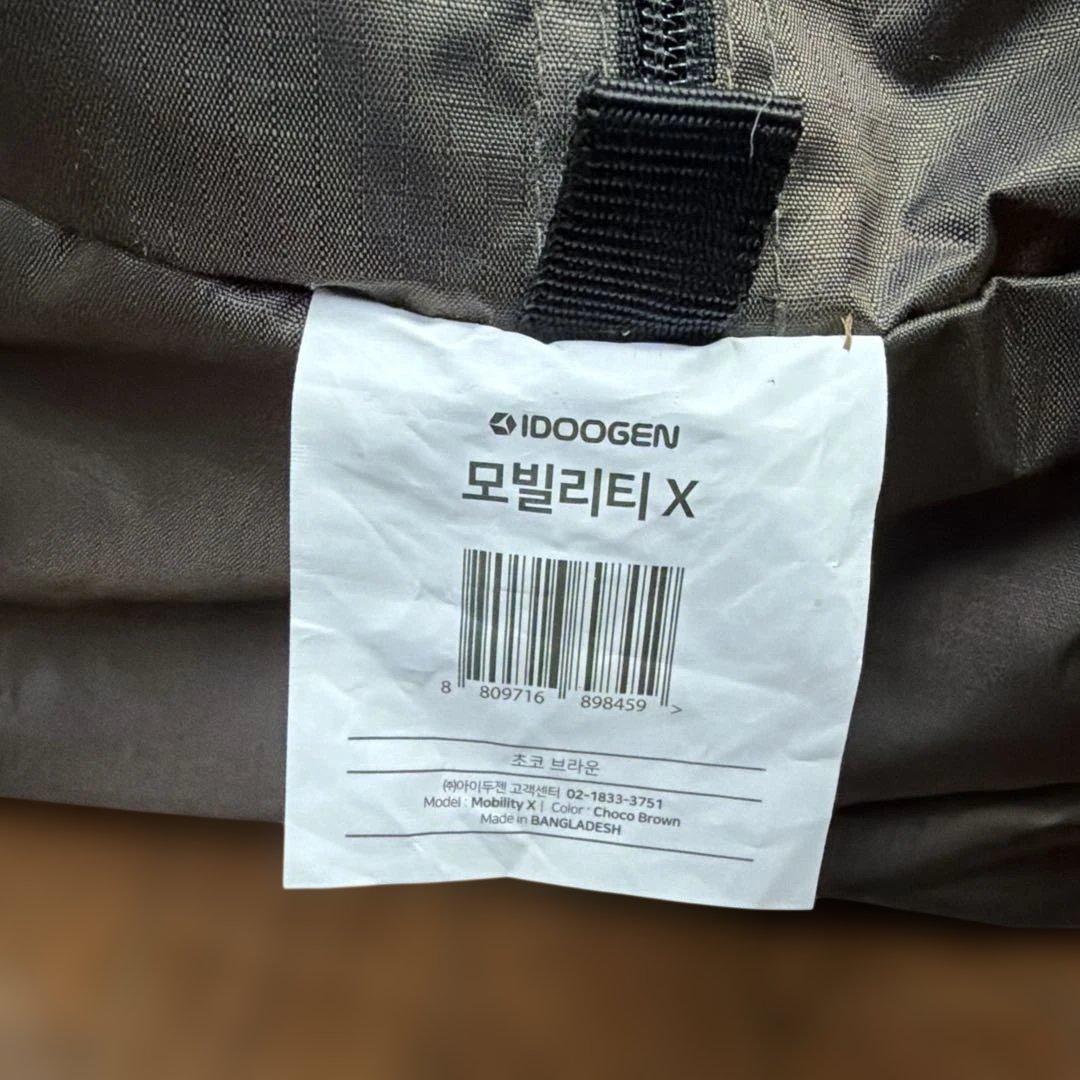 IDOOGEN
모빌리티 X
8 809716 898459 >
초코 브라운
㈜아이두젠 고객센터 02-1833-3751
Model : Mobility X | Color : Choco Brown
Made in BANGLADESH